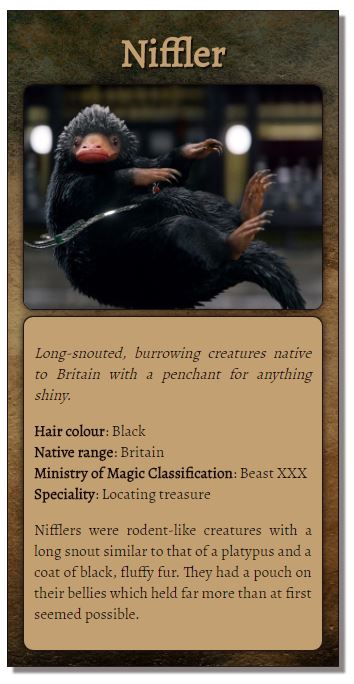 Niffler
Long-snouted, burrowing creatures native
to Britain with a penchant for anything
shiny.
Hair colour: Black
Native range: Britain
Ministry of Magic Classification: Beast XXX
Speciality: Locating treasure
Nifflers were rodent-like creatures with a
long snout similar to that of a platypus and a
coat of black, fluffy fur. They had a pouch on
their bellies which held far more than at first
seemed possible.